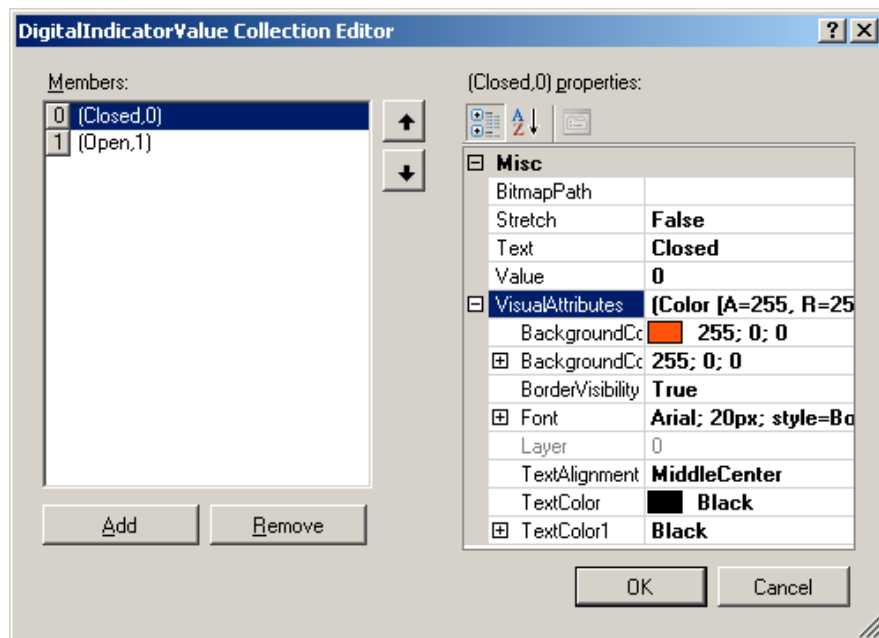 DigitalIndicatorValue Collection Editor
Members:
0 (Closed,0)
1 (Open,1)
Add
Remove
(Closed,0) properties:
Misc
BitmapPath
Stretch False
Text Closed
Value 0
VisualAttributes (Color [A=255, R=25
BackgroundCo 255; 0; 0
BackgroundCo 255; 0; 0
BorderVisibility True
Font Arial; 20px; style=Bo
Layer 0
TextAlignment MiddleCenter
TextColor Black
TextColor1 Black
OK
Cancel